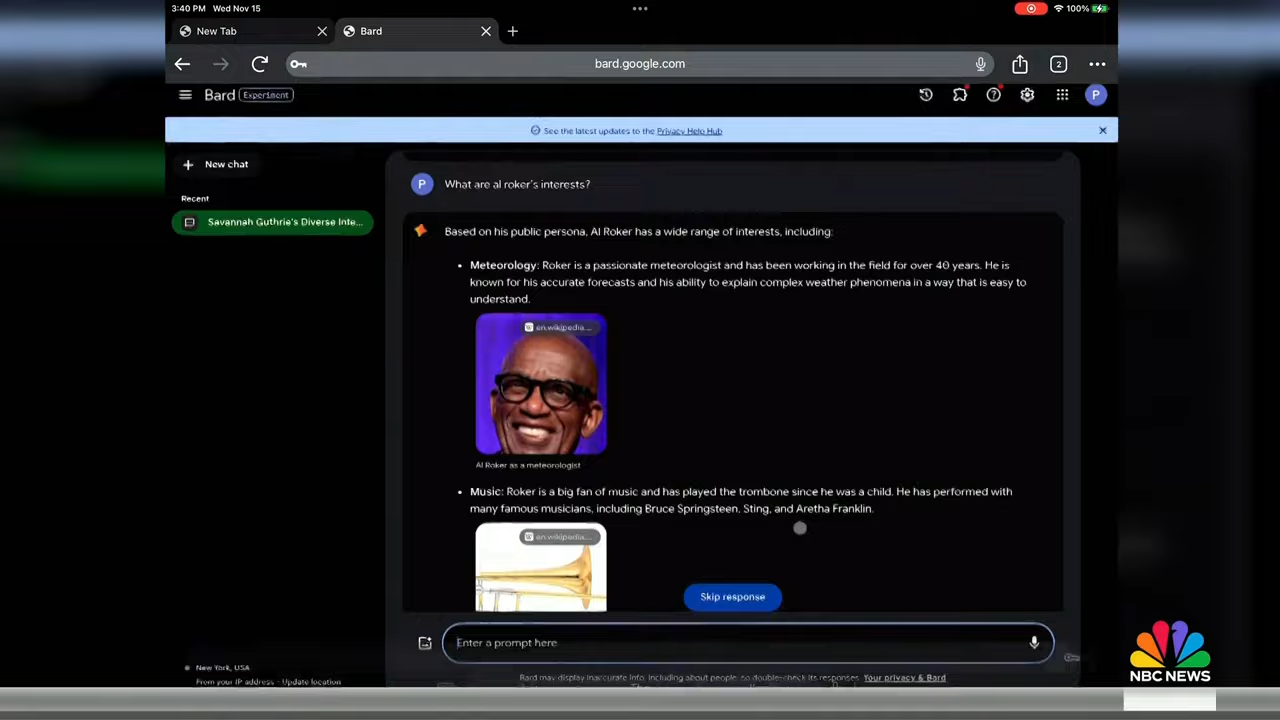 3:40 PM Wed Nov 15
100%
New Tab
Bard
bard.google.com
2
Bard Experiment
P
See the latest updates to the Privacy Help Hub
New chat
Recent
Savannah Guthrie's Diverse Inte...
P
What are al roker's interests?
Based on his public persona, Al Roker has a wide range of interests, including:
• Meteorology: Roker is a passionate meteorologist and has been working in the field for over 40 years. He is
known for his accurate forecasts and his ability to explain complex weather phenomena in a way that is easy to
understand.
en.wikipedia....
Al Roker as a meteorologist
• Music: Roker is a big fan of music and has played the trombone since he was a child. He has performed with
many famous musicians, including Bruce Springsteen, Sting, and Aretha Franklin.
en.wikipedia....
Skip response
Enter a prompt here
New York, USA
From your IP address - Update location
Bard may display inaccurate info, including about people, so double-check its responses. Your privacy & Bard
NBC NEWS